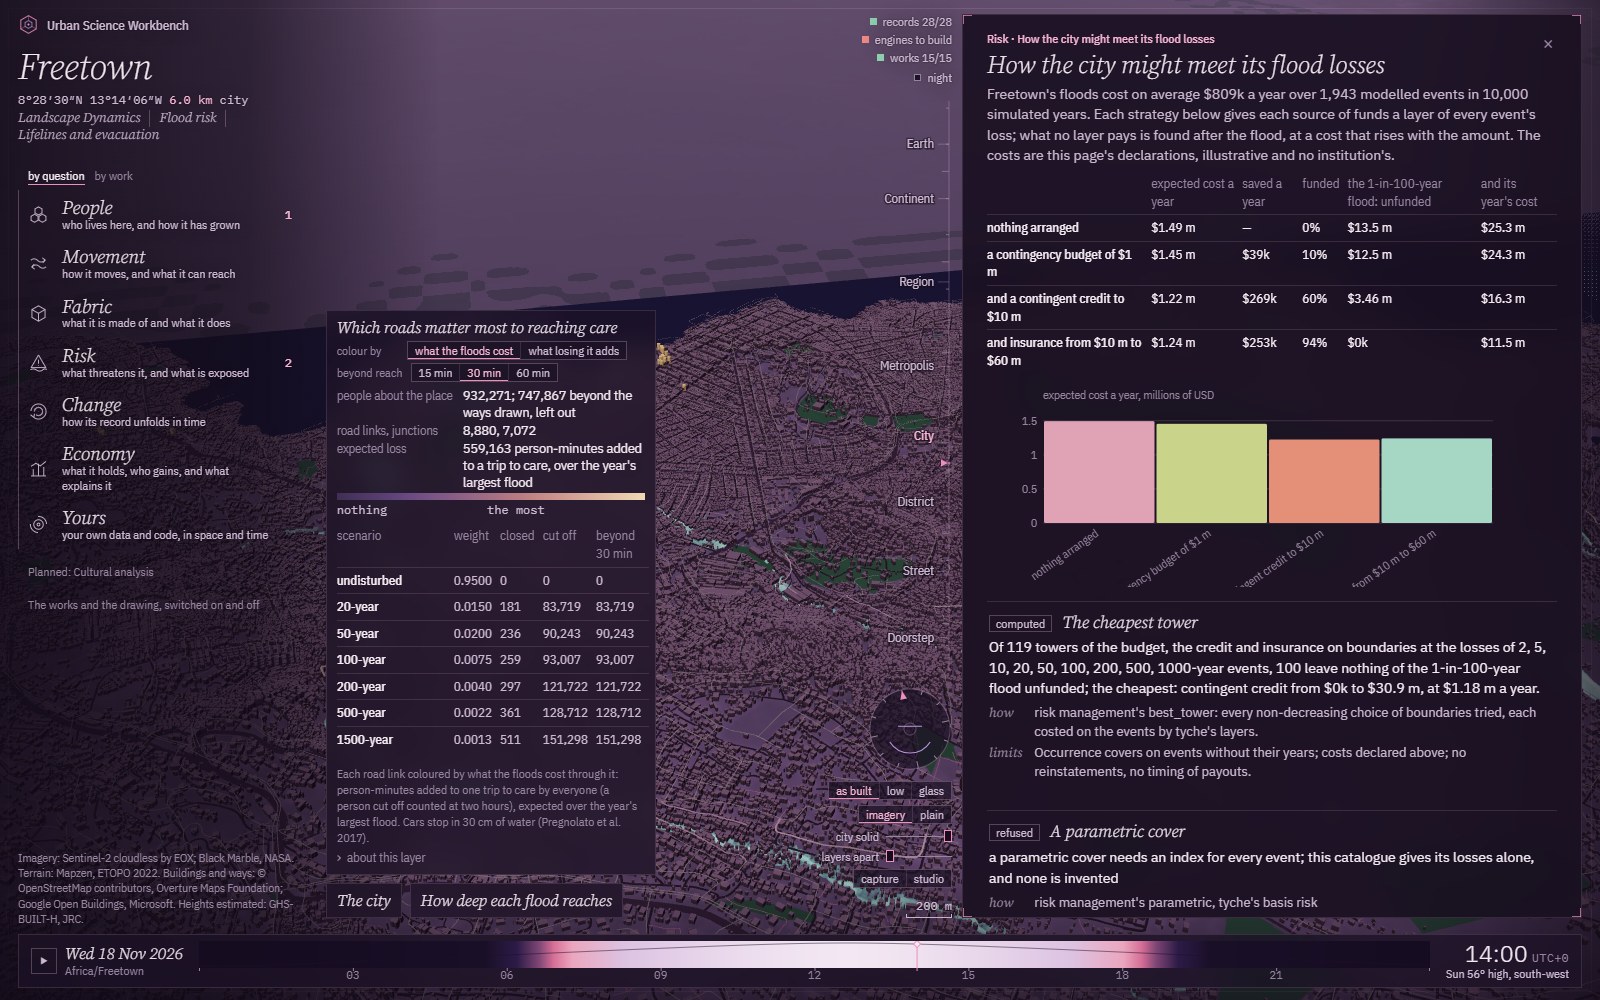 Urban Science Workbench
Freetown
8°28′30″N 13°14′06″W 6.0 km city
Landscape Dynamics | Flood risk |
Lifelines and evacuation
by question by work
People 1
who lives here, and how it has grown
Movement
how it moves, and what it can reach
Fabric
what it is made of and what it does
Risk 2
what threatens it, and what is exposed
Change
how its record unfolds in time
Economy
what it holds, who gains, and what
explains it
Yours
your own data and code, in space and time
Planned: Cultural analysis
The works and the drawing, switched on and off
Imagery: Sentinel-2 cloudless by EOX; Black Marble, NASA.
Terrain: Mapzen, ETOPO 2022. Buildings and ways: ©
OpenStreetMap contributors, Overture Maps Foundation;
Google Open Buildings, Microsoft. Heights estimated: GHS-
BUILT-H, JRC.
Which roads matter most to reaching care
colour by what the floods cost what losing it adds
beyond reach 15 min 30 min 60 min
people about the place 932,271; 747,867 beyond the
ways drawn, left out
road links, junctions 8,880, 7,072
expected loss 559,163 person-minutes added
to a trip to care, over the year's
largest flood
nothing the most
scenario weight closed cut off beyond
30 min
undisturbed 0.9500 0 0 0
20-year 0.0150 181 83,719 83,719
50-year 0.0200 236 90,243 90,243
100-year 0.0075 259 93,007 93,007
200-year 0.0040 297 121,722 121,722
500-year 0.0022 361 128,712 128,712
1500-year 0.0013 511 151,298 151,298
Each road link coloured by what the floods cost through it:
person-minutes added to one trip to care by everyone (a
person cut off counted at two hours), expected over the year's
largest flood. Cars stop in 30 cm of water (Pregnolato et al.
2017).
› about this layer
The city How deep each flood reaches
records 28/28
engines to build
works 15/15
night
Earth
Continent
Region
Metropolis
City
District
Street
Doorstep
as built low glass
imagery plain
city solid
layers apart
capture studio
200 m
Risk · How the city might meet its flood losses
×
How the city might meet its flood losses
Freetown's floods cost on average $809k a year over 1,943 modelled events in 10,000
simulated years. Each strategy below gives each source of funds a layer of every event's
loss; what no layer pays is found after the flood, at a cost that rises with the amount. The
costs are this page's declarations, illustrative and no institution's.
expected cost a saved a funded the 1-in-100-year and its
year year flood: unfunded year's cost
nothing arranged $1.49 m — 0% $13.5 m $25.3 m
a contingency budget of $1 $1.45 m $39k 10% $12.5 m $24.3 m
m
and a contingent credit to $1.22 m $269k 60% $3.46 m $16.3 m
$10 m
and insurance from $10 m to $1.24 m $253k 94% $0k $11.5 m
$60 m
expected cost a year, millions of USD
1.5
1
0.5
0
nothing arranged
ency budget of $1 m
gent credit to $10 m
from $10 m to $60 m
computed The cheapest tower
Of 119 towers of the budget, the credit and insurance on boundaries at the losses of 2, 5,
10, 20, 50, 100, 200, 500, 1000-year events, 100 leave nothing of the 1-in-100-year
flood unfunded; the cheapest: contingent credit from $0k to $30.9 m, at $1.18 m a year.
how risk management's best_tower: every non-decreasing choice of boundaries tried, each
costed on the events by tyche's layers.
limits Occurrence covers on events without their years; costs declared above; no
reinstatements, no timing of payouts.
refused A parametric cover
a parametric cover needs an index for every event; this catalogue gives its losses alone,
and none is invented
how risk management's parametric, tyche's basis risk
Wed 18 Nov 2026
Africa/Freetown
03 06 09 12 15 18 21
14:00 UTC+0
Sun 56° high, south-west